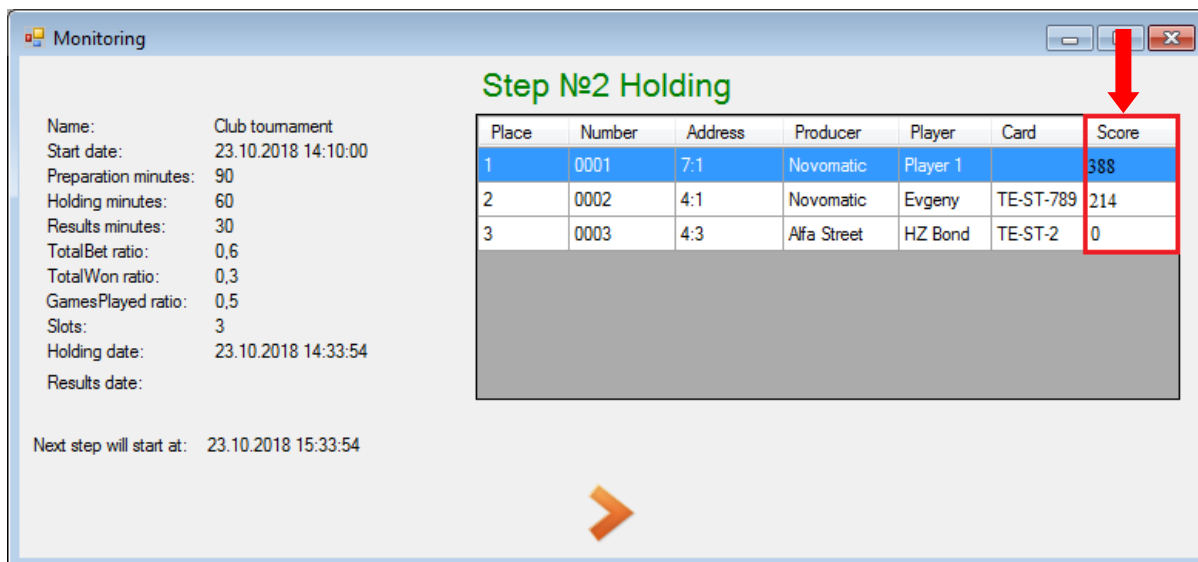 Monitoring
Step №2 Holding
Name: Club tournament
Start date: 23.10.2018 14:10:00
Preparation minutes: 90
Holding minutes: 60
Results minutes: 30
TotalBet ratio: 0,6
TotalWon ratio: 0,3
GamesPlayed ratio: 0,5
Slots: 3
Holding date: 23.10.2018 14:33:54
Results date:
Next step will start at: 23.10.2018 15:33:54
Place Number Address Producer Player Card Score
1 0001 7:1 Novomatic Player 1 388
2 0002 4:1 Novomatic Evgeny TE-ST-789 214
3 0003 4:3 Alfa Street HZ Bond TE-ST-2 0